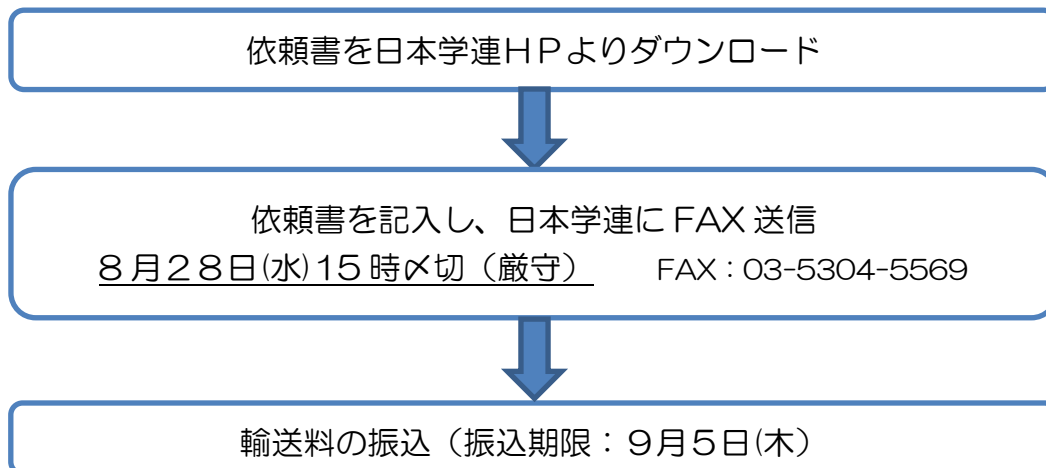 依頼書を日本学連HPよりダウンロード
依頼書を記入し、日本学連に FAX 送信
8月28日(水)15時〆切（厳守） FAX：03-5304-5569
輸送料の振込（振込期限：9月5日(木）